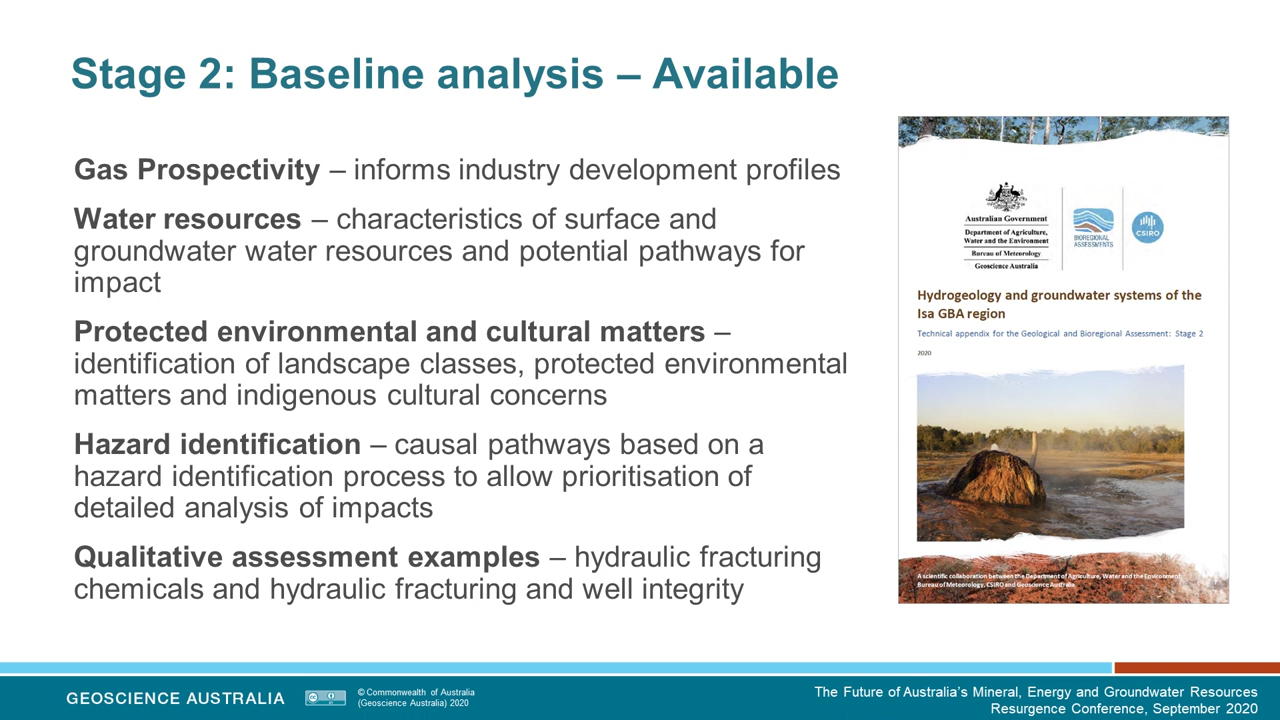 Stage 2: Baseline analysis – Available
Gas Prospectivity – informs industry development profiles
Water resources – characteristics of surface and
groundwater water resources and potential pathways for
impact
Protected environmental and cultural matters –
identification of landscape classes, protected environmental
matters and indigenous cultural concerns
Hazard identification – causal pathways based on a
hazard identification process to allow prioritisation of
detailed analysis of impacts
Qualitative assessment examples – hydraulic fracturing
chemicals and hydraulic fracturing and well integrity
Australian Government
Department of Agriculture,
Water and the Environment
Bureau of Meteorology
Geoscience Australia
BIOREGIONAL
ASSESSMENTS
CSIRO
Hydrogeology and groundwater systems of the
Isa GBA region
Technical appendix for the Geological and Bioregional Assessment: Stage 2
2020
A scientific collaboration between the Department of Agriculture, Water and the Environment,
Bureau of Meteorology, CSIRO and Geoscience Australia
GEOSCIENCE AUSTRALIA
© Commonwealth of Australia
(Geoscience Australia) 2020
The Future of Australia's Mineral, Energy and Groundwater Resources
Resurgence Conference, September 2020